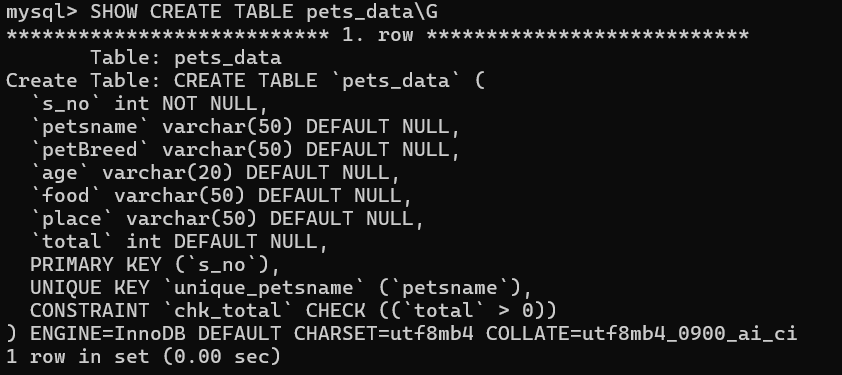 mysql> SHOW CREATE TABLE pets_data\G
*************************** 1. row ***************************
       Table: pets_data
Create Table: CREATE TABLE `pets_data` (
  `s_no` int NOT NULL,
  `petsname` varchar(50) DEFAULT NULL,
  `petBreed` varchar(50) DEFAULT NULL,
  `age` varchar(20) DEFAULT NULL,
  `food` varchar(50) DEFAULT NULL,
  `place` varchar(50) DEFAULT NULL,
  `total` int DEFAULT NULL,
  PRIMARY KEY (`s_no`),
  UNIQUE KEY `unique_petsname` (`petsname`),
  CONSTRAINT `chk_total` CHECK ((`total` > 0))
) ENGINE=InnoDB DEFAULT CHARSET=utf8mb4 COLLATE=utf8mb4_0900_ai_ci
1 row in set (0.00 sec)